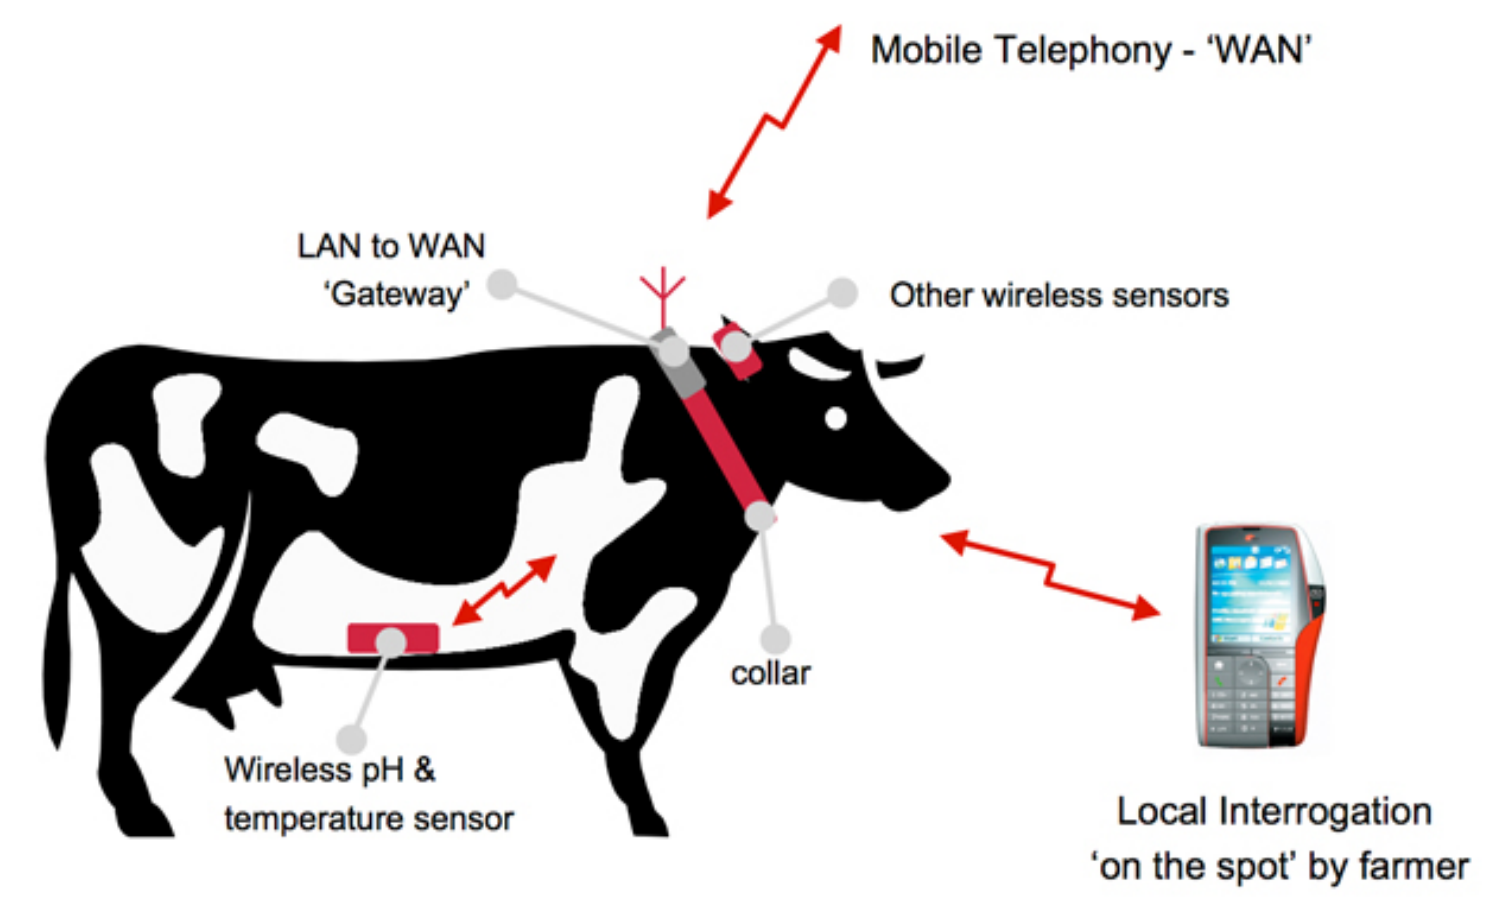 Mobile Telephony - ‘WAN’
LAN to WAN
‘Gateway’
Other wireless sensors
collar
Wireless pH &
temperature sensor
Local Interrogation
‘on the spot’ by farmer